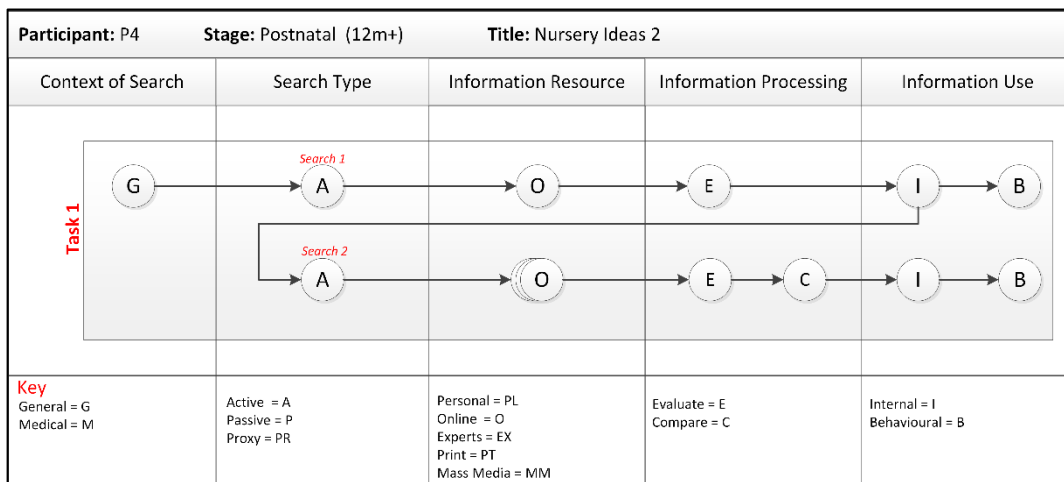 Participant: P4 Stage: Postnatal (12m+) Title: Nursery Ideas 2
Context of Search Search Type Information Resource Information Processing Information Use
Task 1
Search 1
G A O E I B
Search 2
A O E C I B
Key
General = G
Medical = M
Active = A
Passive = P
Proxy = PR
Personal = PL
Online = O
Experts = EX
Print = PT
Mass Media = MM
Evaluate = E
Compare = C
Internal = I
Behavioural = B